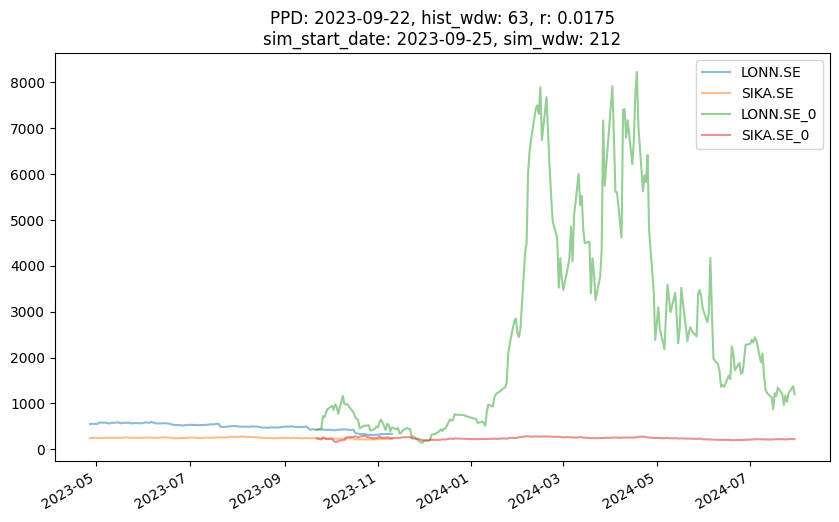 PPD: 2023-09-22, hist_wdw: 63, r: 0.0175
sim_start_date: 2023-09-25, sim_wdw: 212
LONN.SE
SIKA.SE
LONN.SE_0
SIKA.SE_0
8000
7000
6000
5000
4000
3000
2000
1000
0
2023-05
2023-07
2023-09
2023-11
2024-01
2024-03
2024-05
2024-07